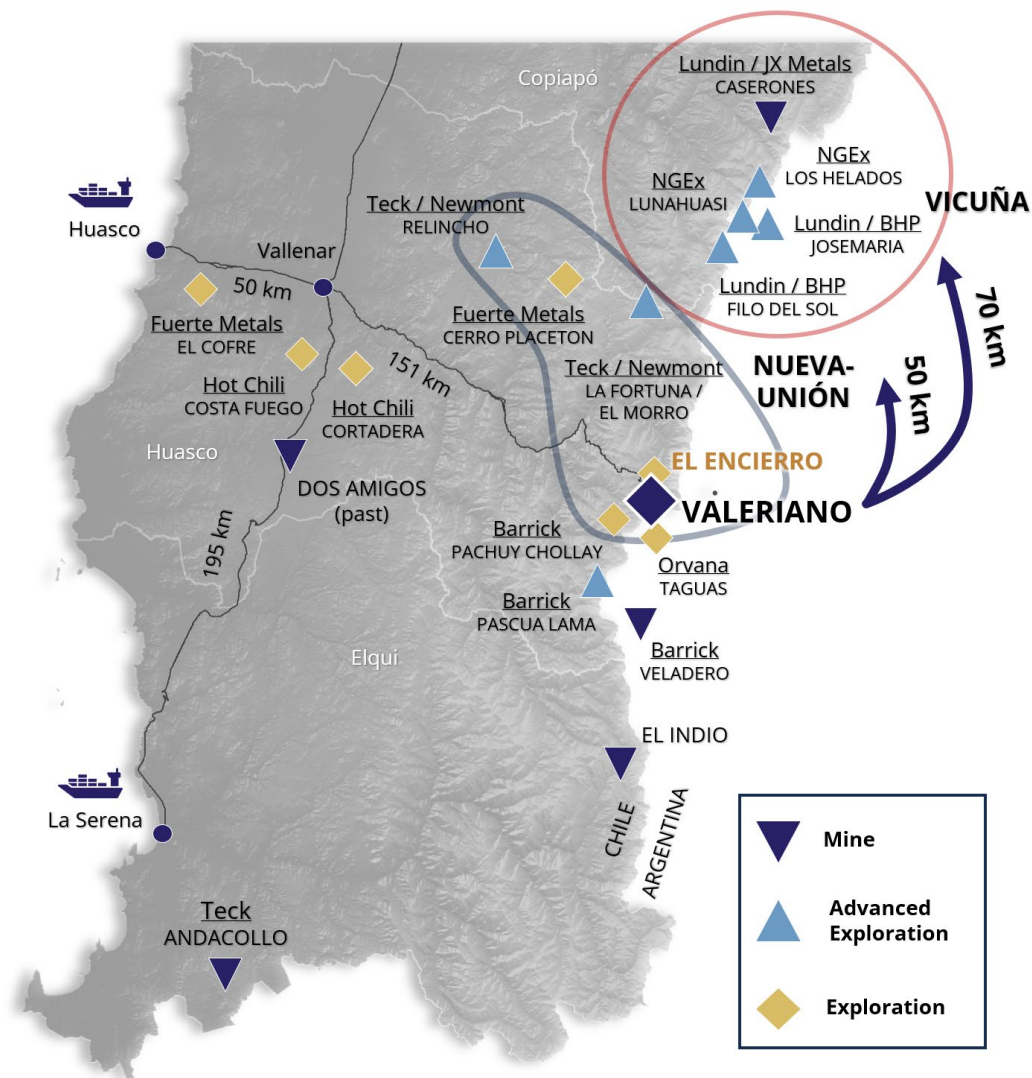 Copiapó
Lundin / JX Metals
CASERONES
NGEx
LOS HELADOS
NGEx
LUNAHUASI
VICUÑA
Lundin / BHP
JOSEMARIA
Lundin / BHP
FILO DEL SOL
Teck / Newmont
RELINCHO
Huasco
Vallenar
50 km
Fuerte Metals
EL COFRE
Fuerte Metals
CERRO PLACETON
70 km
Hot Chili
COSTA FUEGO
Hot Chili
CORTADERA
151 km
Teck / Newmont
LA FORTUNA /
EL MORRO
NUEVA-
UNIÓN
50 km
Huasco
DOS AMIGOS
(past)
EL ENCIERRO
VALERIANO
195 km
Barrick
PACHUY CHOLLAY
Orvana
TAGUAS
Barrick
PASCUA LAMA
Barrick
VELADERO
Elqui
EL INDIO
CHILE
ARGENTINA
La Serena
Teck
ANDACOLLO
Mine
Advanced
Exploration
Exploration